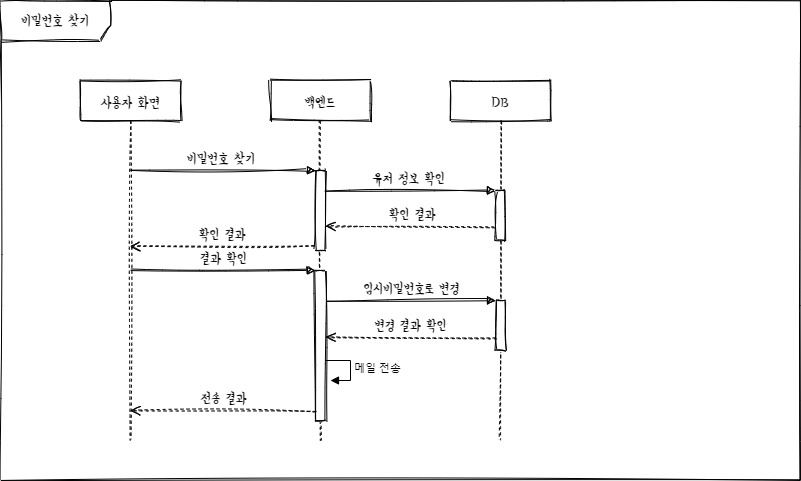 비밀번호 찾기
사용자 화면
백엔드
DB
비밀번호 찾기
유저 정보 확인
확인 결과
확인 결과
결과 확인
임시비밀번호로 변경
변경 결과 확인
메일 전송
전송 결과